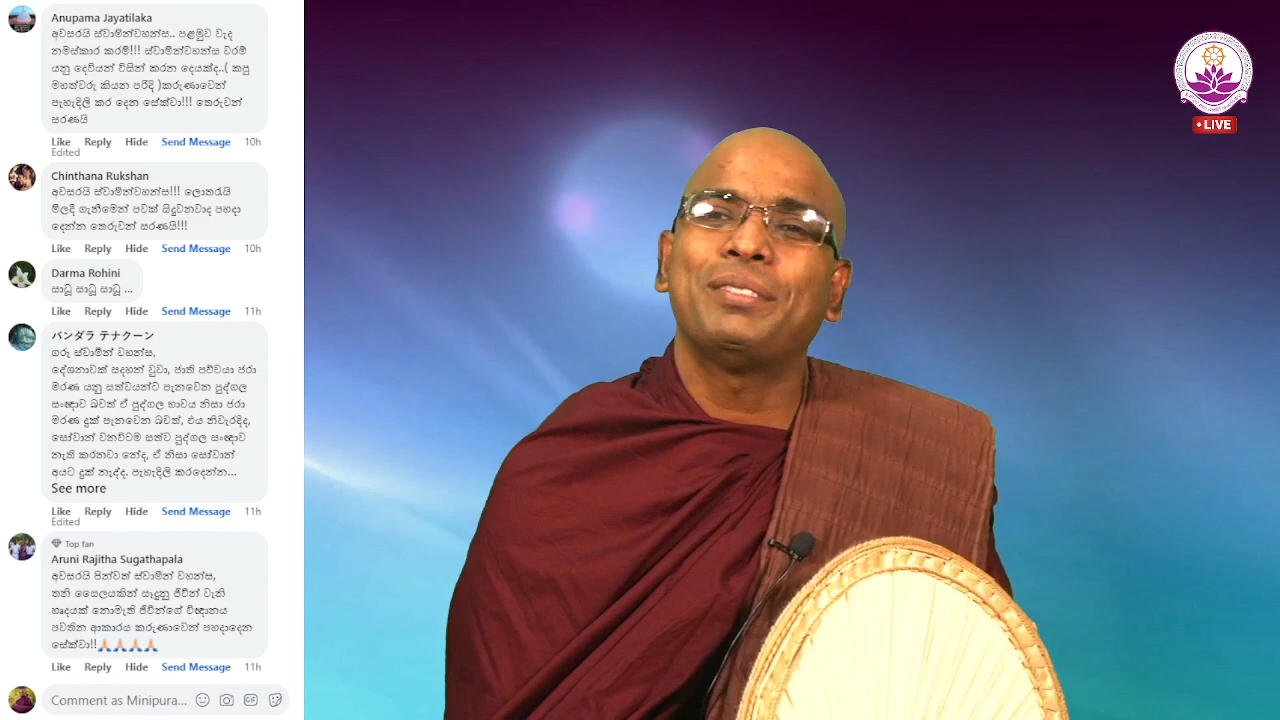 Anupama Jayatilaka
අවසරයි ස්වාමින්වහන්ස.. පළමුව වැද
නමස්කාර කරමි!!! ස්වාමින්වහන්ස වරම්
යනු දෙවියන් විසින් කරන දෙයක්ද..( කපු
මහත්වරු කියන පරිදි )කරුණාවෙන්
පැහැදිලි කර දෙන සේක්වා!!! තෙරුවන්
සරණයි
Like Reply Hide Send Message 10h
Edited
Chinthana Rukshan
අවසරයි ස්වාමින්වහන්ස!!! ලොතරැයි
මිලදී ගැනීමෙන් පවක් සිදුවනවාද පහදා
දෙන්න තෙරුවන් සරණයි!!!
Like Reply Hide Send Message 10h
Darma Rohini
සාධූ සාධූ සාධූ ...
Like Reply Hide Send Message 11h
バンダラ テナクーン
ගරු ස්වාමින් වහන්ස,
දේශනාවක් සදහන් වුවා, ජාති පච්චයා ජරා
මරණ යනු සත්වයන්ට පැනවෙන පුද්ගල
සංඥාව බවත් ඒ පුද්ගල භාවය නිසා ජරා
මරණ දුක් පැනවෙන බවත්, එය නිවැරදිද,
සෝවාන් වනවිටම සත්ව පුද්ගල සංඥාව
නැති කරනවා නේද, ඒ නිසා සෝවාන්
අයට දුක් නැද්ද. පැහැදිලි කරදෙන්න...
See more
Like Reply Hide Send Message 11h
Edited
Top fan
Aruni Rajitha Sugathapala
අවසරයි පින්වත් ස්වාමින් වහන්ස,
තනි සෛලයකින් සෑදුනු ජීවීන් වැනි
හෘදයක් නොමැති ජීවීන්ගේ විඥානය
පවතින ආකාරය කරුණාවෙන් පහදාදෙන
සේක්වා!!🙏🙏🙏🙏
Like Reply Hide Send Message 11h
Comment as Minipura...
GIF
LIVE